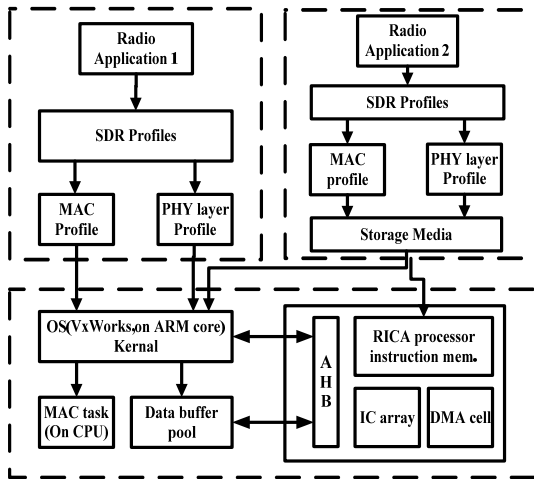 Radio
Application 1
SDR Profiles
MAC
Profile
PHY layer
Profile
Radio
Application 2
SDR Profiles
MAC
profile
PHY layer
Profile
Storage Media
OS(VxWorks,on ARM core)
Kernal
MAC task
(On CPU)
Data buffer
pool
A
H
B
RICA processor
instruction mem.
IC array
DMA cell